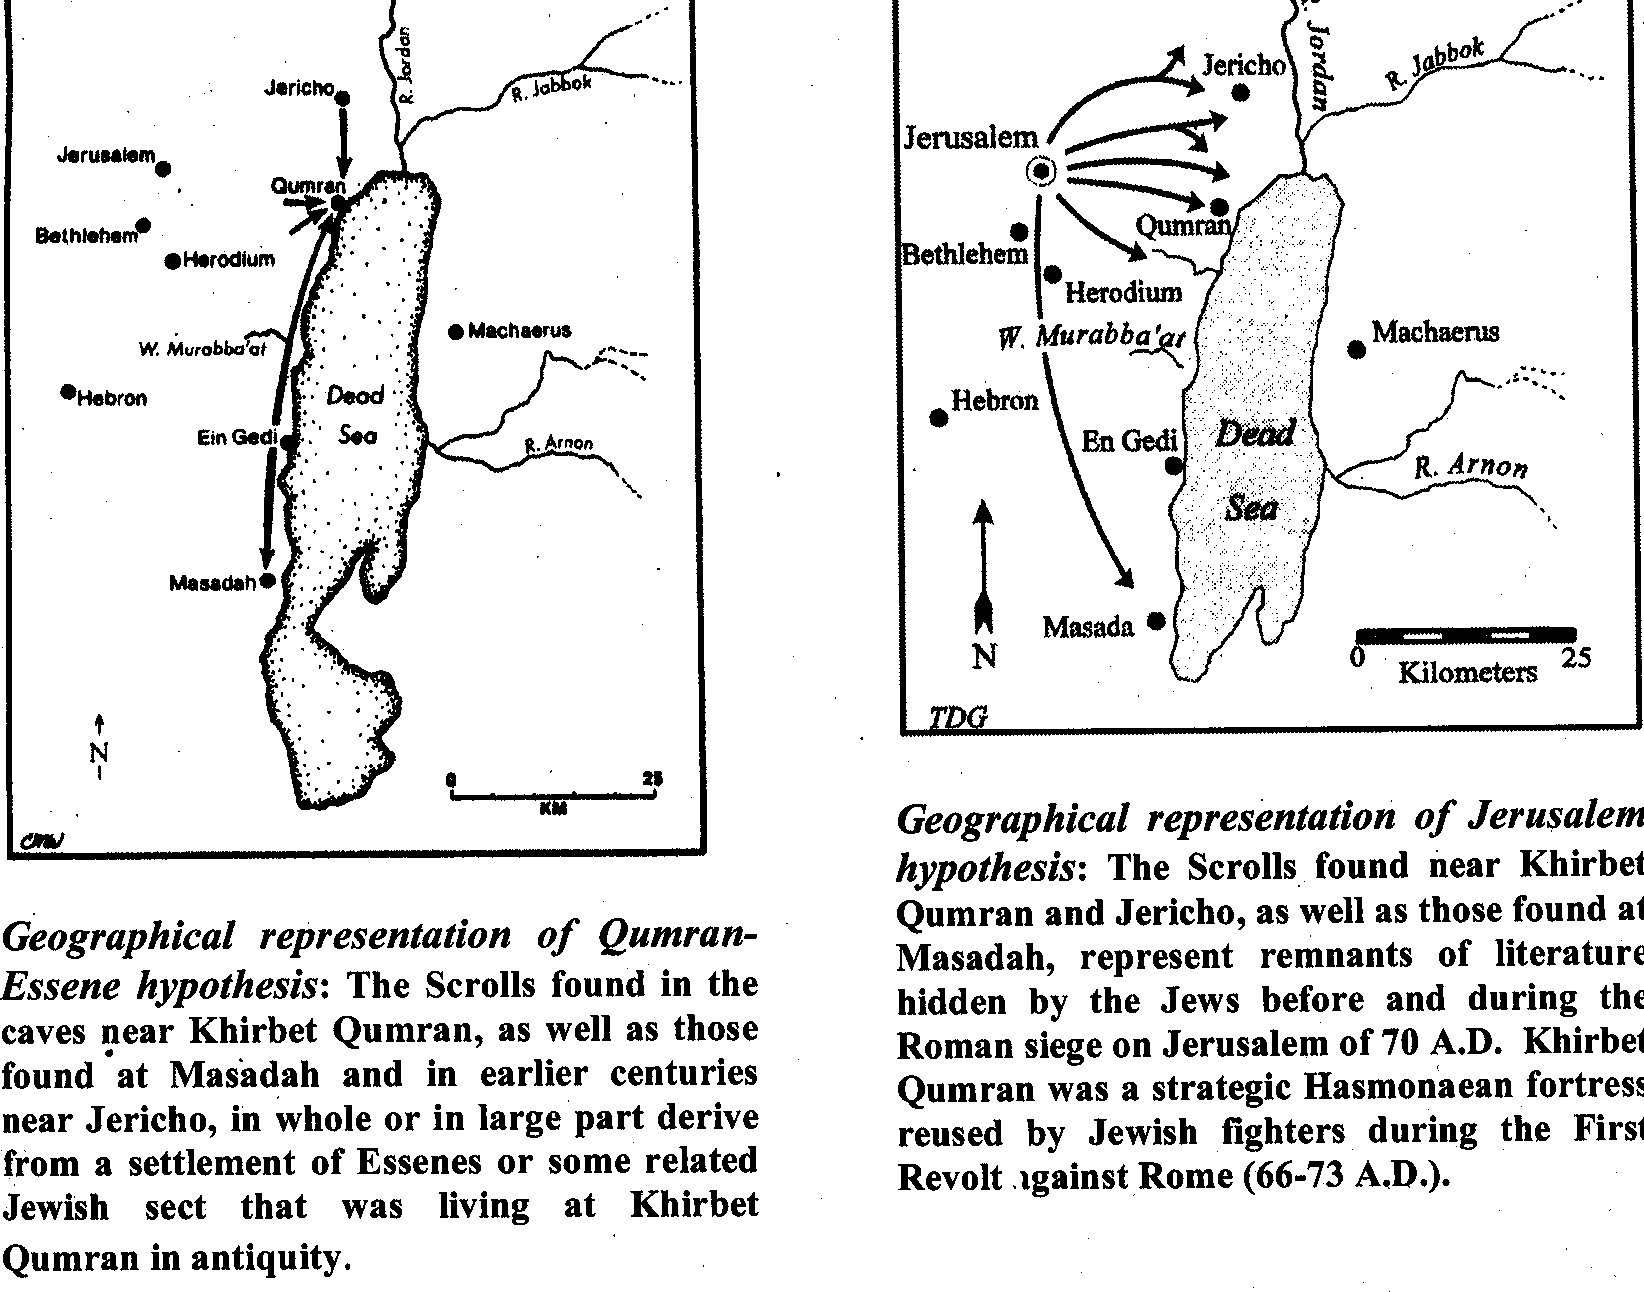 R. Jordan
Jericho
R. Jabbok
Jerusalem
Qumran
Bethlehem
Herodium
Machaerus
W. Murabba'at
Dead
Hebron
Sea
Ein Gedi
R. Arnon
Masadah
N
0 25
KM
Geographical representation of Qumran-
Essene hypothesis: The Scrolls found in the
caves near Khirbet Qumran, as well as those
found at Masadah and in earlier centuries
near Jericho, in whole or in large part derive
from a settlement of Essenes or some related
Jewish sect that was living at Khirbet
Qumran in antiquity.
R. Jordan
Jericho
R. Jabbok
Jerusalem
Qumran
Bethlehem
Herodium
W. Murabba'at
Machaerus
Hebron
En Gedi
Dead
R. Arnon
Sea
Masada
N
0 25
Kilometers
TDG
Geographical representation of Jerusalem
hypothesis: The Scrolls found near Khirbet
Qumran and Jericho, as well as those found at
Masadah, represent remnants of literature
hidden by the Jews before and during the
Roman siege on Jerusalem of 70 A.D. Khirbet
Qumran was a strategic Hasmonaean fortress
reused by Jewish fighters during the First
Revolt against Rome (66-73 A.D.).